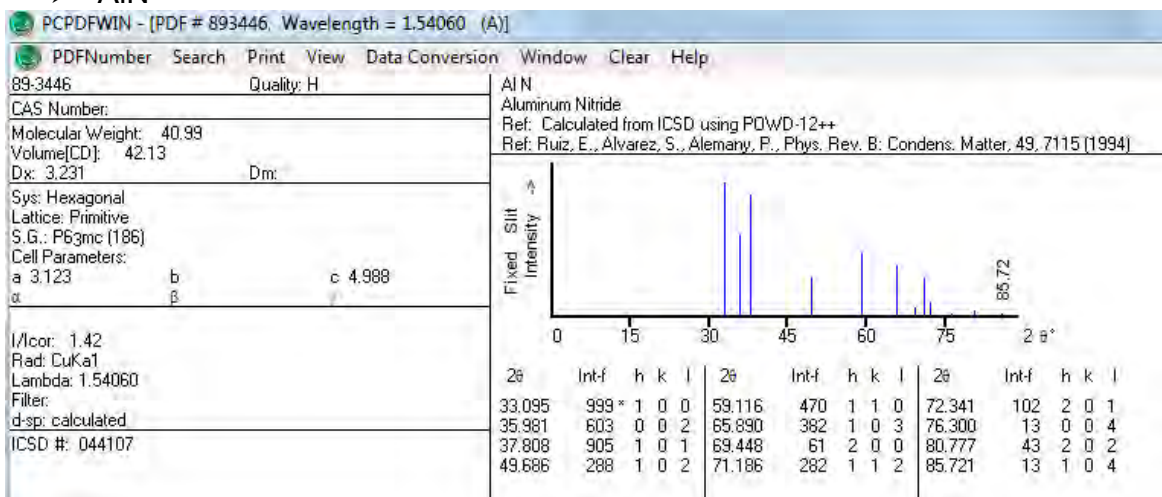 AlN
PCPDFWIN - [PDF # 893446, Wavelength = 1.54060 (A)]
PDFNumber Search Print View Data Conversion Window Clear Help
89-3446 Quality: H
CAS Number:
Molecular Weight: 40.99
Volume[CD]: 42.13
Dx: 3.231 Dm:
Sys: Hexagonal
Lattice: Primitive
S.G.: P63mc (186)
Cell Parameters:
a 3.123 b c 4.988
α β γ
I/Icor: 1.42
Rad: CuKa1
Lambda: 1.54060
Filter:
d-sp: calculated
ICSD #: 044107
Al N
Aluminum Nitride
Ref: Calculated from ICSD using POWD-12++
Ref: Ruiz, E., Alvarez, S., Alemany, P., Phys. Rev. B: Condens. Matter, 49, 7115 (1994)
Fixed Slit
Intensity ->
85.72
0 15 30 45 60 75 2 θ°
2θ Int-f h k l 2θ Int-f h k l 2θ Int-f h k l
33.095 999 * 1 0 0 59.116 470 1 1 0 72.341 102 2 0 1
35.981 603 0 0 2 65.890 382 1 0 3 76.300 13 0 0 4
37.808 905 1 0 1 69.448 61 2 0 0 80.777 43 2 0 2
49.686 288 1 0 2 71.186 282 1 1 2 85.721 13 1 0 4